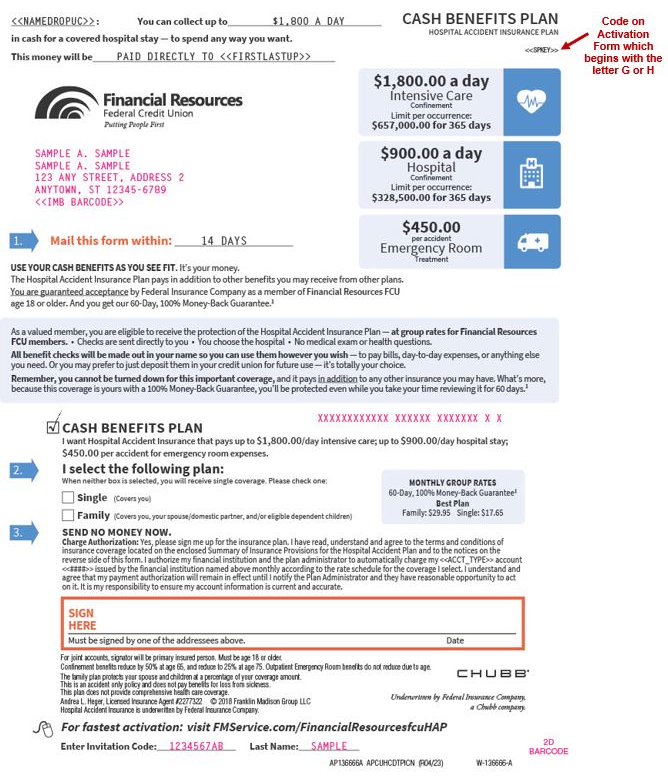 <<NAMEDROPUC>>: You can collect up to $1,800 A DAY
in cash for a covered hospital stay — to spend any way you want.
This money will be PAID DIRECTLY TO <<FIRSTLASTUP>>
CASH BENEFITS PLAN
HOSPITAL ACCIDENT INSURANCE PLAN
<<SPKEY>>
Code on
Activation
Form which
begins with the
letter G or H
Financial Resources
Federal Credit Union
Putting People First
$1,800.00 a day
Intensive Care
Confinement
Limit per occurrence:
$657,000.00 for 365 days
$900.00 a day
Hospital
Confinement
Limit per occurrence:
$328,500.00 for 365 days
$450.00
per accident
Emergency Room
Treatment
SAMPLE A. SAMPLE
SAMPLE A. SAMPLE
123 ANY STREET, ADDRESS 2
ANYTOWN, ST 12345-6789
<<IMB BARCODE>>
1. Mail this form within: 14 DAYS
USE YOUR CASH BENEFITS AS YOU SEE FIT. It's your money.
The Hospital Accident Insurance Plan pays in addition to other benefits you may receive from other plans.
You are guaranteed acceptance by Federal Insurance Company as a member of Financial Resources FCU
age 18 or older. And you get our 60-Day, 100% Money-Back Guarantee.¹
As a valued member, you are eligible to receive the protection of the Hospital Accident Insurance Plan — at group rates for Financial Resources
FCU members. • Checks are sent directly to you • You choose the hospital • No medical exam or health questions.
All benefit checks will be made out in your name so you can use them however you wish — to pay bills, day-to-day expenses, or anything else
you need. Or you may prefer to just deposit them in your credit union for future use — it's totally your choice.
Remember, you cannot be turned down for this important coverage, and it pays in addition to any other insurance you may have. What's more,
because this coverage is yours with a 100% Money-Back Guarantee, you'll be protected even while you take your time reviewing it for 60 days.¹
XXXXXXXXXXXX XXXXXX XXXXXXX X X
CASH BENEFITS PLAN
I want Hospital Accident Insurance that pays up to $1,800.00/day intensive care; up to $900.00/day hospital stay;
$450.00 per accident for emergency room expenses.
2. I select the following plan:
When neither box is selected, you will receive single coverage. Please check one:
Single (Covers you)
Family (Covers you, your spouse/domestic partner, and/or eligible dependent children)
MONTHLY GROUP RATES
60-Day, 100% Money-Back Guarantee¹
Best Plan
Family: $29.95 Single: $17.65
3. SEND NO MONEY NOW.
Charge Authorization: Yes, please sign me up for the insurance plan. I have read, understand and agree to the terms and conditions of
insurance coverage located on the enclosed Summary of Insurance Provisions for the Hospital Accident Plan and to the notices on the
reverse side of this form. I authorize my financial institution and the plan administrator to automatically charge my <<ACCT_TYPE>> account
<<####>> issued by the financial institution named above monthly according to the rate schedule for the coverage I select. I understand and
agree that my payment authorization will remain in effect until I notify the Plan Administrator and they have reasonable opportunity to act
on it. It is my responsibility to ensure my account information is current and accurate.
SIGN
HERE
Must be signed by one of the addressees above. Date
For joint accounts, signator will be primary insured person. Must be age 18 or older.
Confinement benefits reduce by 50% at age 65, and reduce to 25% at age 75. Outpatient Emergency Room benefits do not reduce due to age.
The family plan protects your spouse and children at a percentage of your coverage amount.
This is an accident only policy and does not pay benefits for loss from sickness.
This plan does not provide comprehensive health care coverage.
Andrea L. Heger, Licensed Insurance Agent #2277322 © 2018 Franklin Madison Group LLC
Hospital Accident Insurance is underwritten by Federal Insurance Company.
CHUBB®
Underwritten by Federal Insurance Company,
a Chubb company.
For fastest activation: visit FMService.com/FinancialResourcesfcuHAP
Enter Invitation Code: 1234567AB Last Name: SAMPLE
2D
BARCODE
AP136666A APCUHCDTPICN (R04/23) W-136666-A